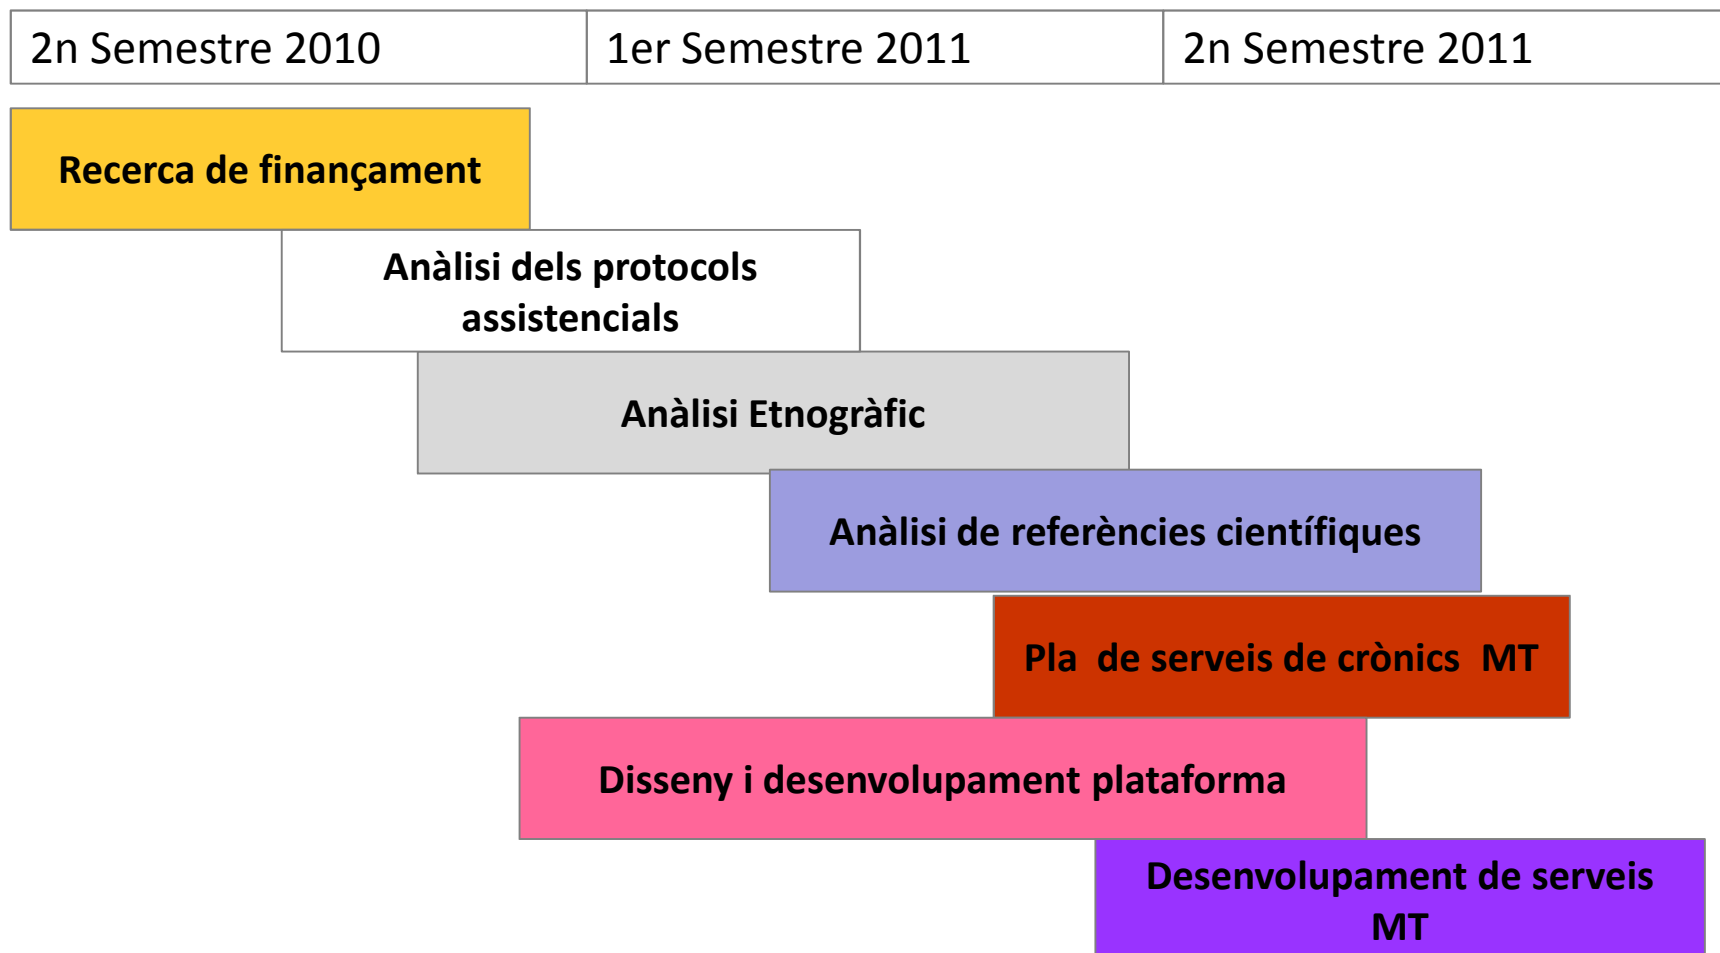 2n Semestre 2010
1er Semestre 2011
2n Semestre 2011
Recerca de finançament
Anàlisi dels protocols
assistencials
Anàlisi Etnogràfic
Anàlisi de referències científiques
Pla  de serveis de crònics  MT
Disseny i desenvolupament plataforma
Desenvolupament de serveis
MT